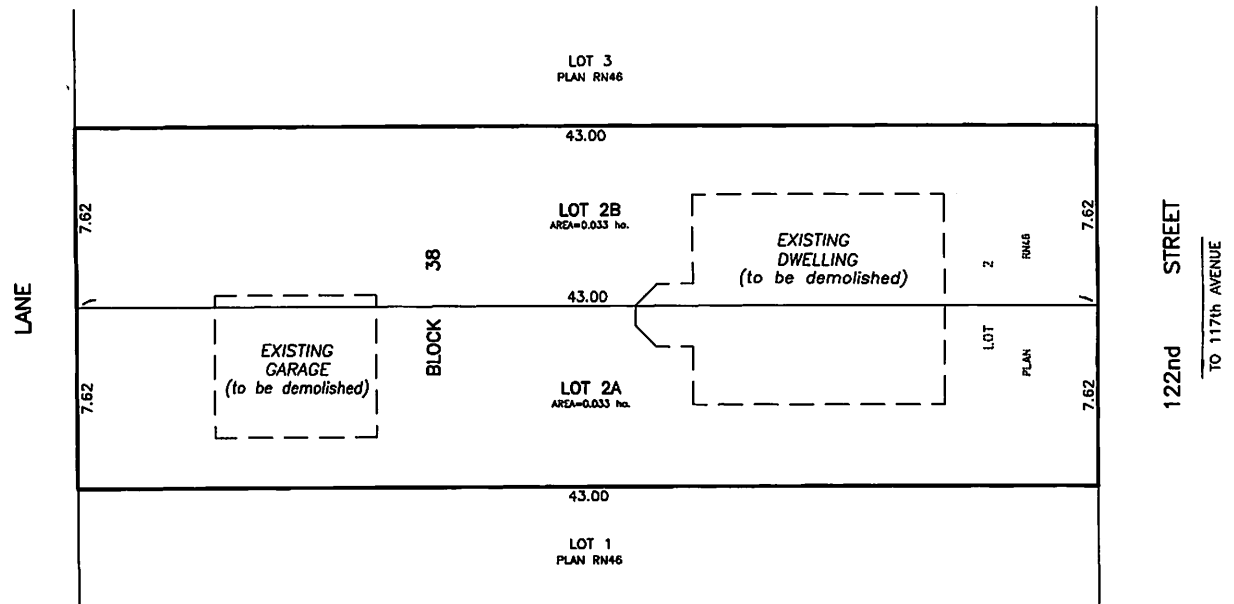 LOT 3
PLAN RN46
43.00
7.62
LOT 2B
AREA=0.033 ha.
EXISTING
DWELLING
(to be demolished)
7.62
LANE
BLOCK 38
43.00
LOT 2
PLAN RN46
122nd STREET
TO 117th AVENUE
EXISTING
GARAGE
(to be demolished)
7.62
LOT 2A
AREA=0.033 ha.
7.62
43.00
LOT 1
PLAN RN46